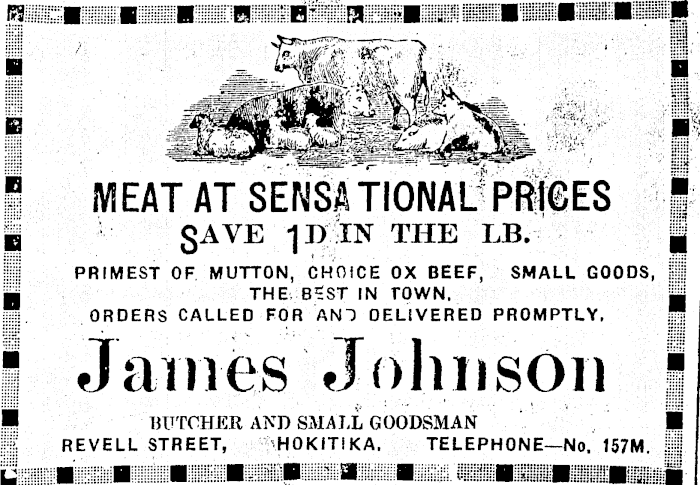 MEAT AT SENSATIONAL PRICES
SAVE 1D IN THE LB.
PRIMEST OF MUTTON, CHOICE OX BEEF, SMALL GOODS,
THE BEST IN TOWN.
ORDERS CALLED FOR AND DELIVERED PROMPTLY.
James Johnson
BUTCHER AND SMALL GOODSMAN
REVELL STREET, HOKITIKA. TELEPHONE—No. 157M.